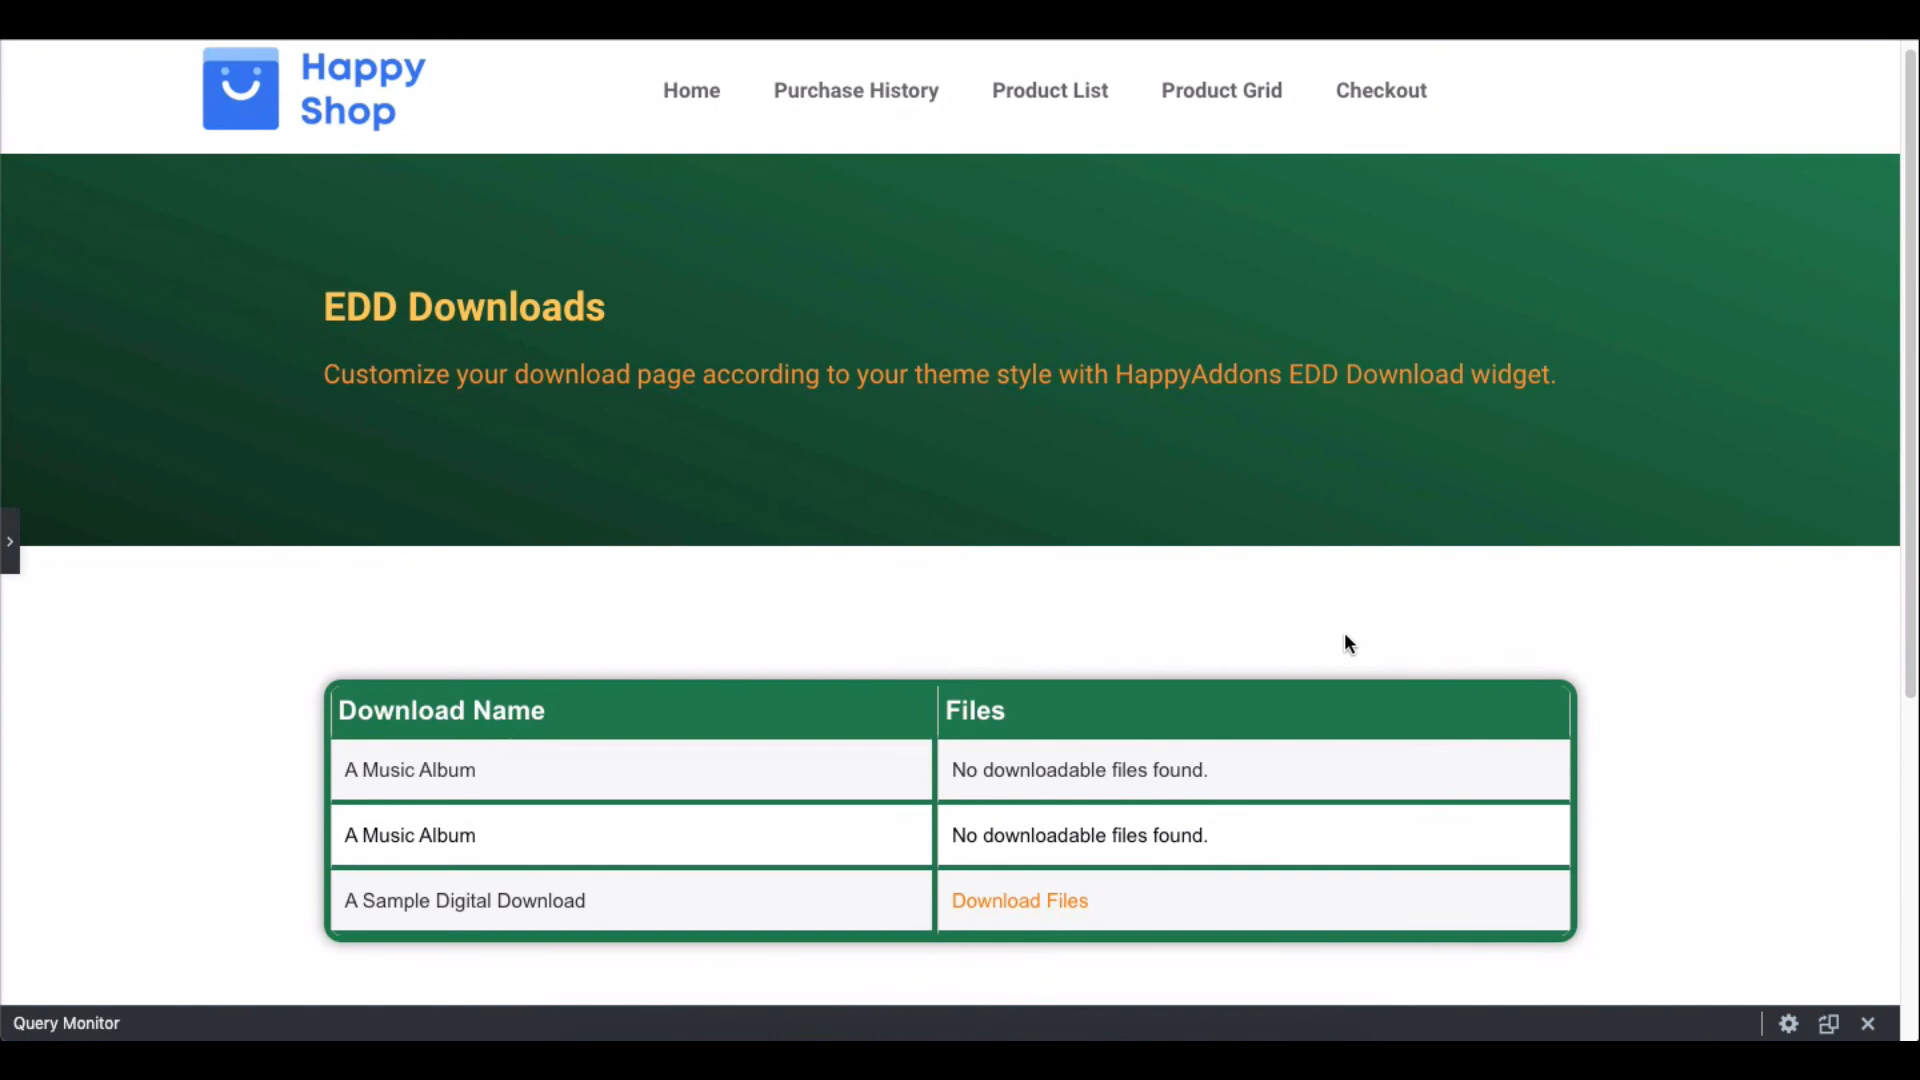 Happy
Shop
Home Purchase History Product List Product Grid Checkout
EDD Downloads
Customize your download page according to your theme style with HappyAddons EDD Download widget.
Download Name Files
A Music Album No downloadable files found.
A Music Album No downloadable files found.
A Sample Digital Download Download Files
Query Monitor